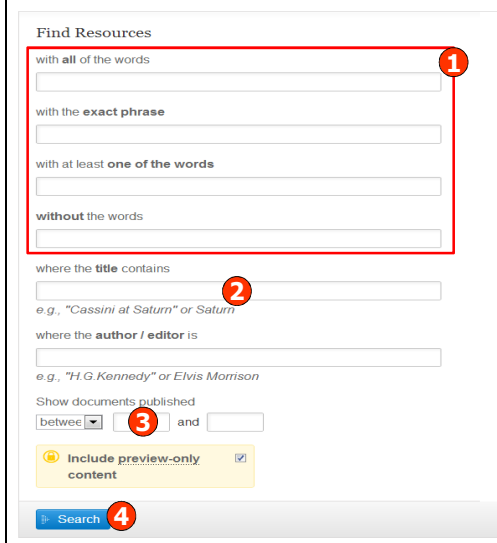 Find Resources
with all of the words
1
with the exact phrase
with at least one of the words
without the words
where the title contains
2
e.g., "Cassini at Saturn" or Saturn
where the author / editor is
e.g., "H.G.Kennedy" or Elvis Morrison
Show documents published
betwee 3 and
Include preview-only
content
Search 4